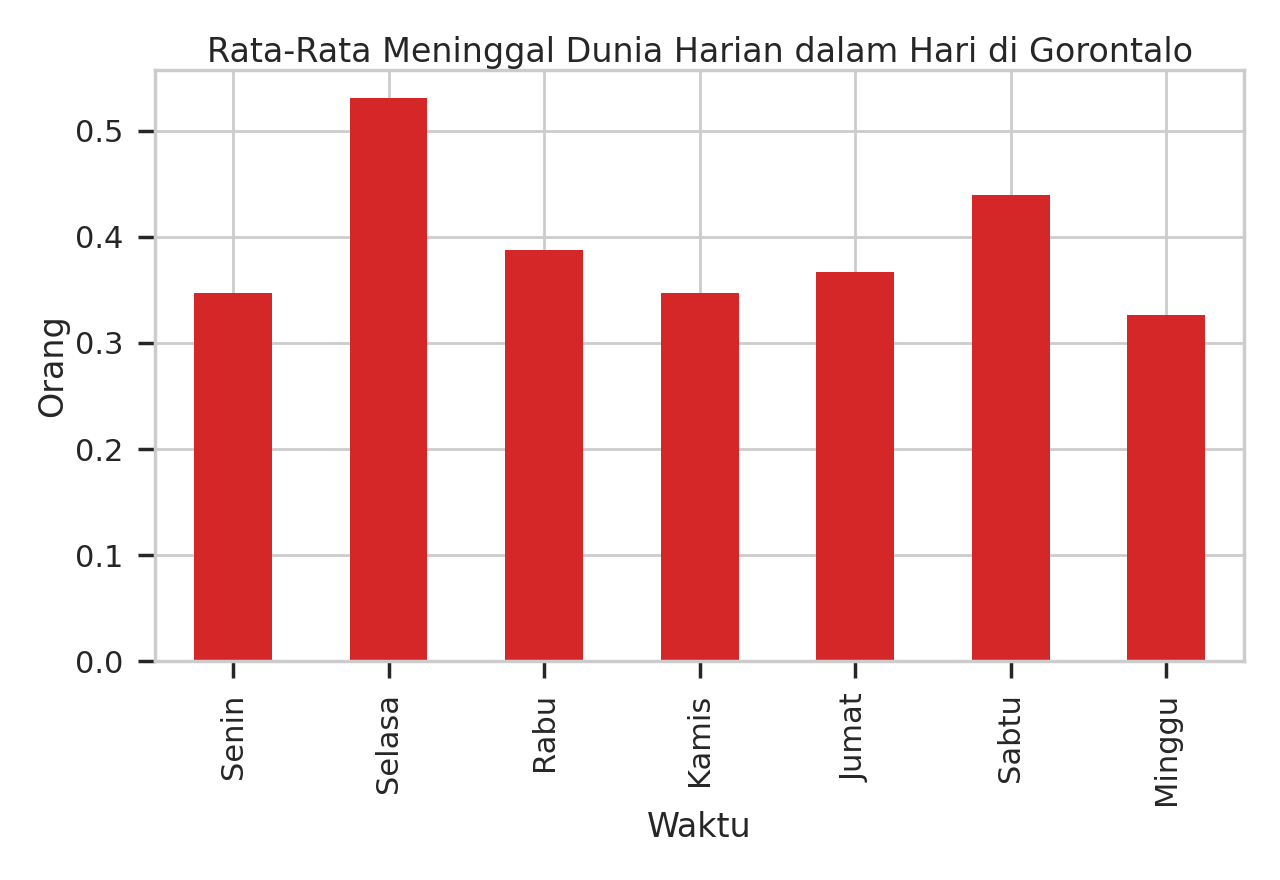 Rata-Rata Meninggal Dunia Harian dalam Hari di Gorontalo
Orang
0.5
0.4
0.3
0.2
0.1
0.0
Senin
Selasa
Rabu
Kamis
Jumat
Sabtu
Minggu
Waktu